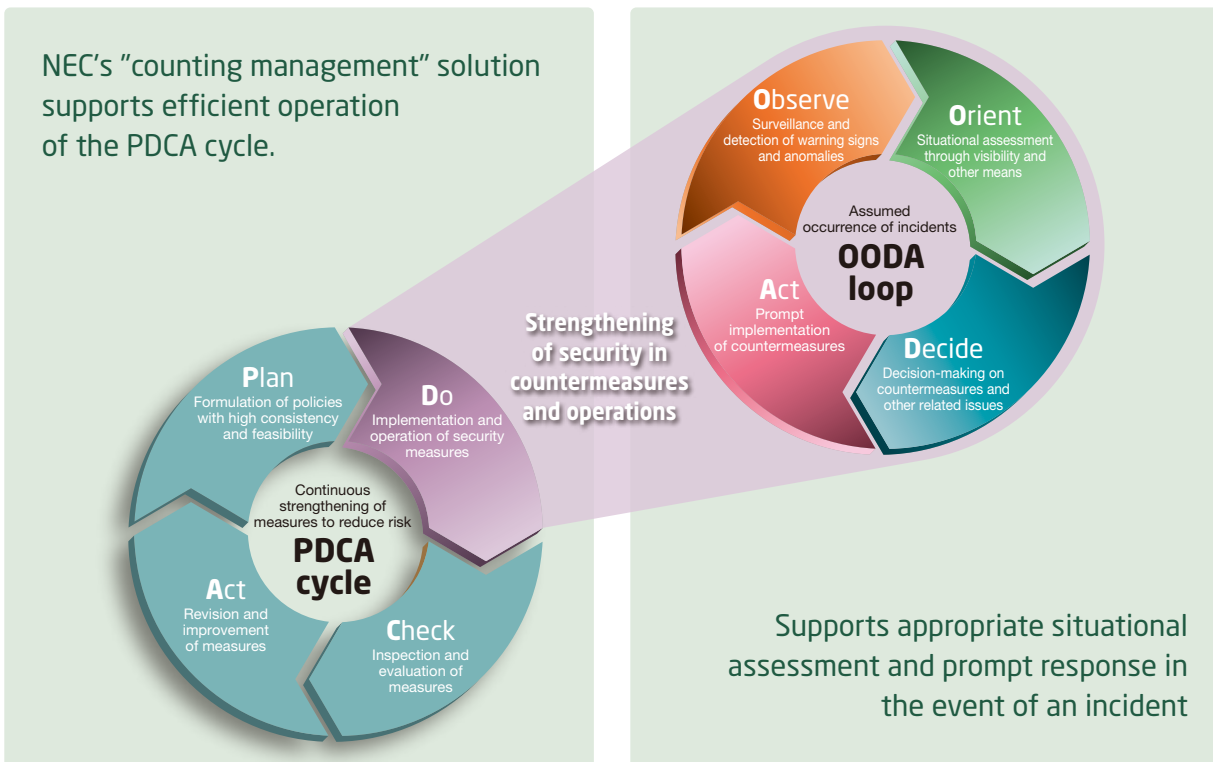 NEC's "counting management" solution
supports efficient operation
of the PDCA cycle.
Plan
Formulation of policies
with high consistency
and feasibility
Do
Implementation and
operation of security
measures
Check
Inspection and
evaluation of
measures
Act
Revision and
improvement
of measures
Continuous
strengthening of
measures to reduce risk
PDCA
cycle
Strengthening
of security in
countermeasures
and operations
Observe
Surveillance and
detection of warning signs
and anomalies
Orient
Situational assessment
through visibility and
other means
Decide
Decision-making on
countermeasures and
other related issues
Act
Prompt
implementation
of countermeasures
Assumed
occurrence of incidents
OODA
loop
Supports appropriate situational
assessment and prompt response in
the event of an incident